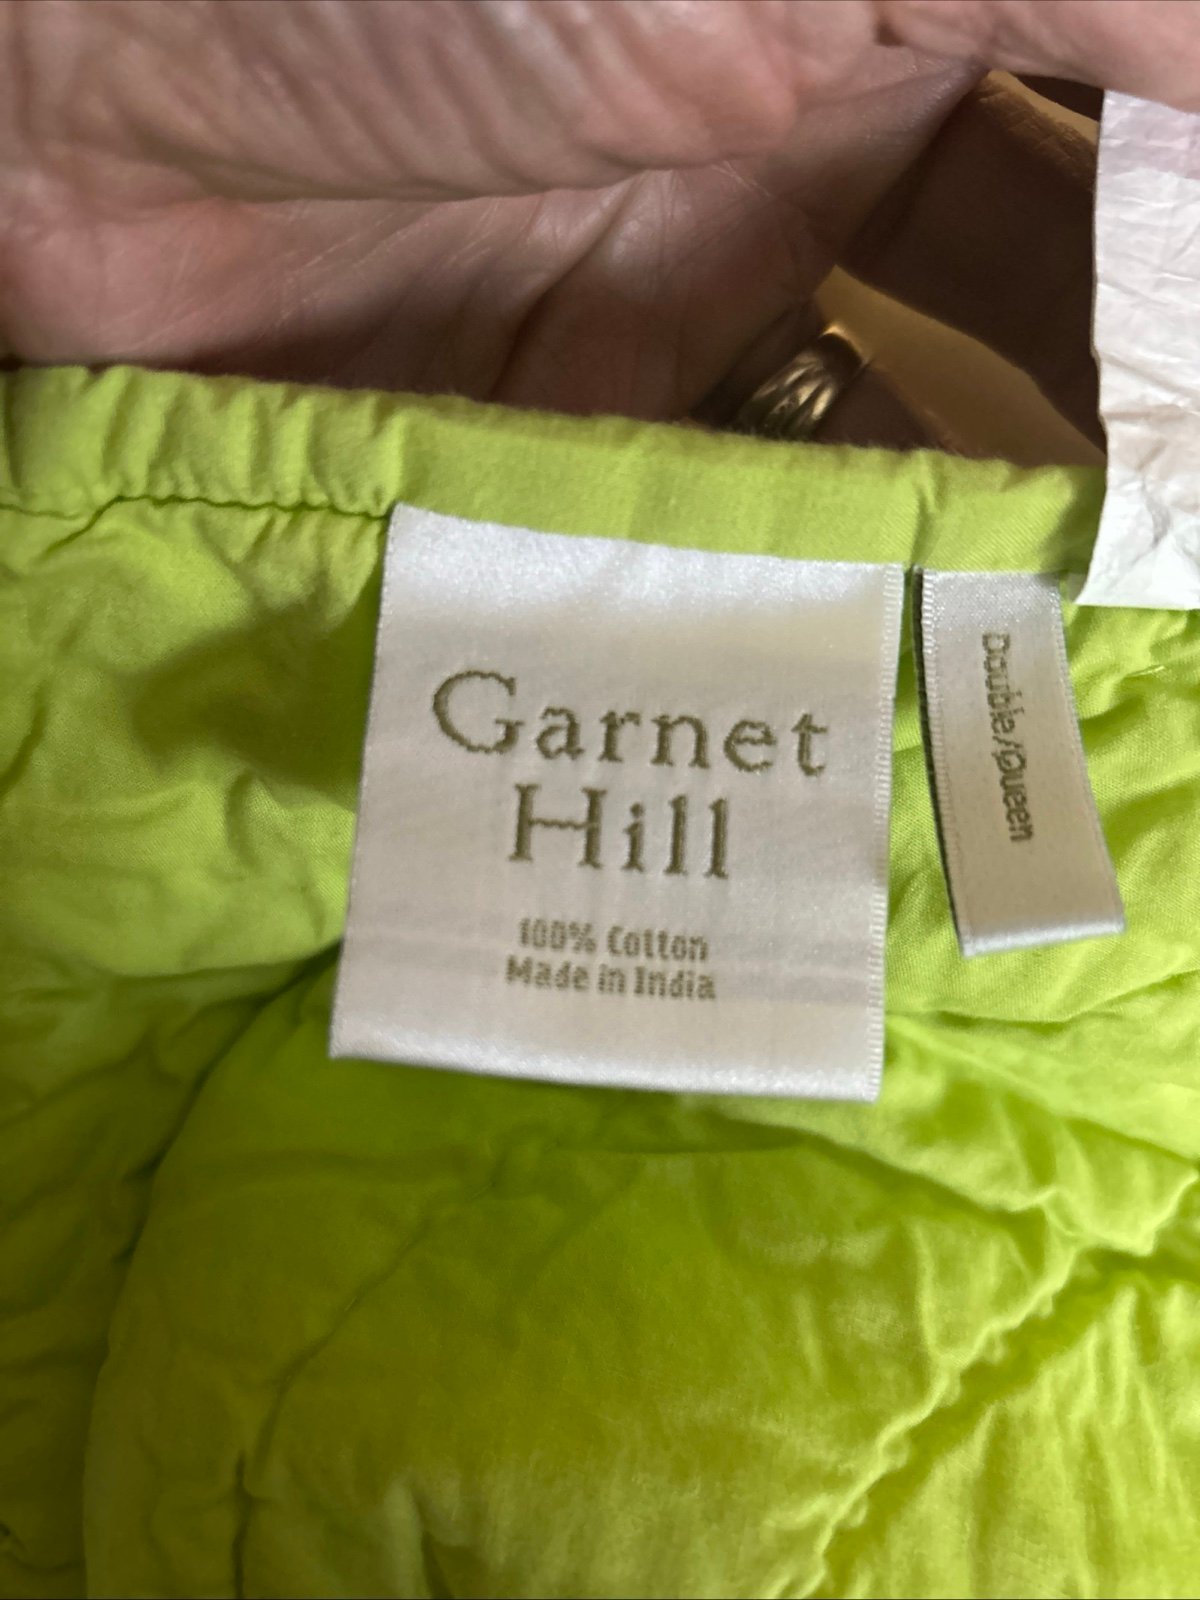 Garnet
Hill
100% Cotton
Made in India
Double/Queen